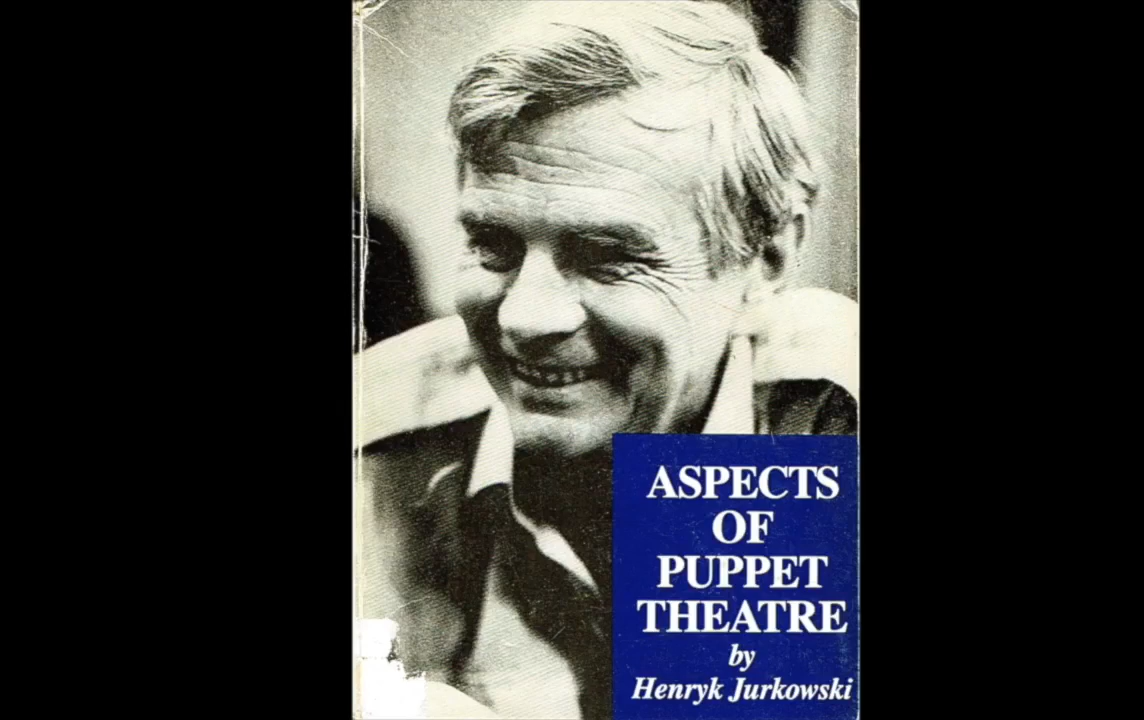 ASPECTS
OF
PUPPET
THEATRE
by
Henryk Jurkowski